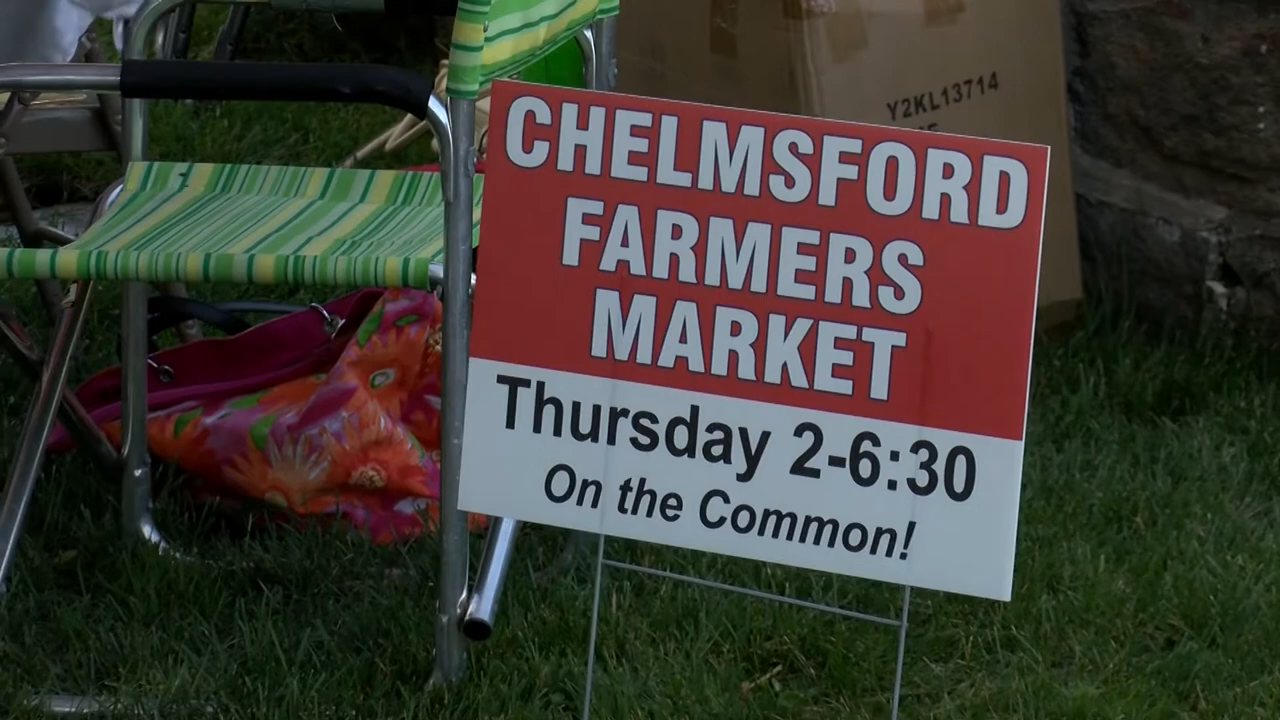 Y2KL13714
CHELMSFORD
FARMERS
MARKET
Thursday 2-6:30
On the Common!